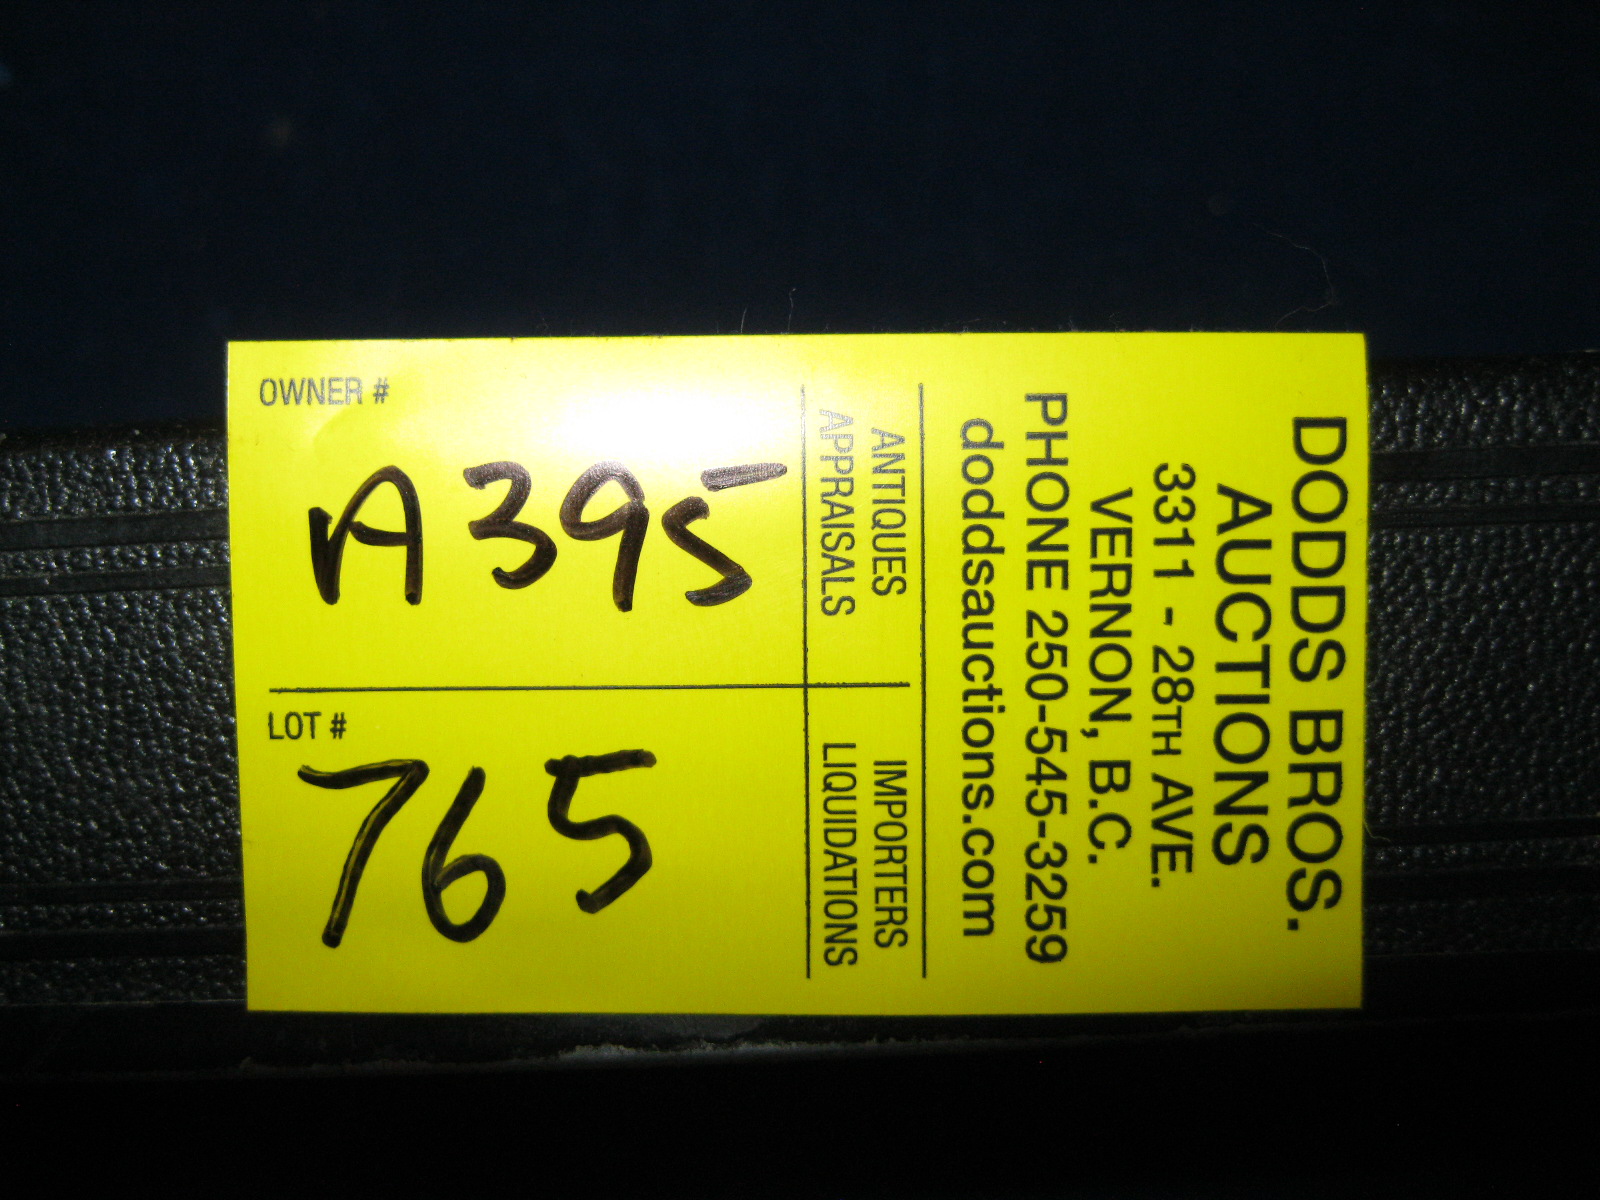 DODDS BROS.
AUCTIONS
3311 - 28TH AVE.
VERNON, B.C.
PHONE 250-545-3259
doddsauctions.com
ANTIQUES
APPRAISALS
IMPORTERS
LIQUIDATIONS
OWNER #
A395
LOT #
765